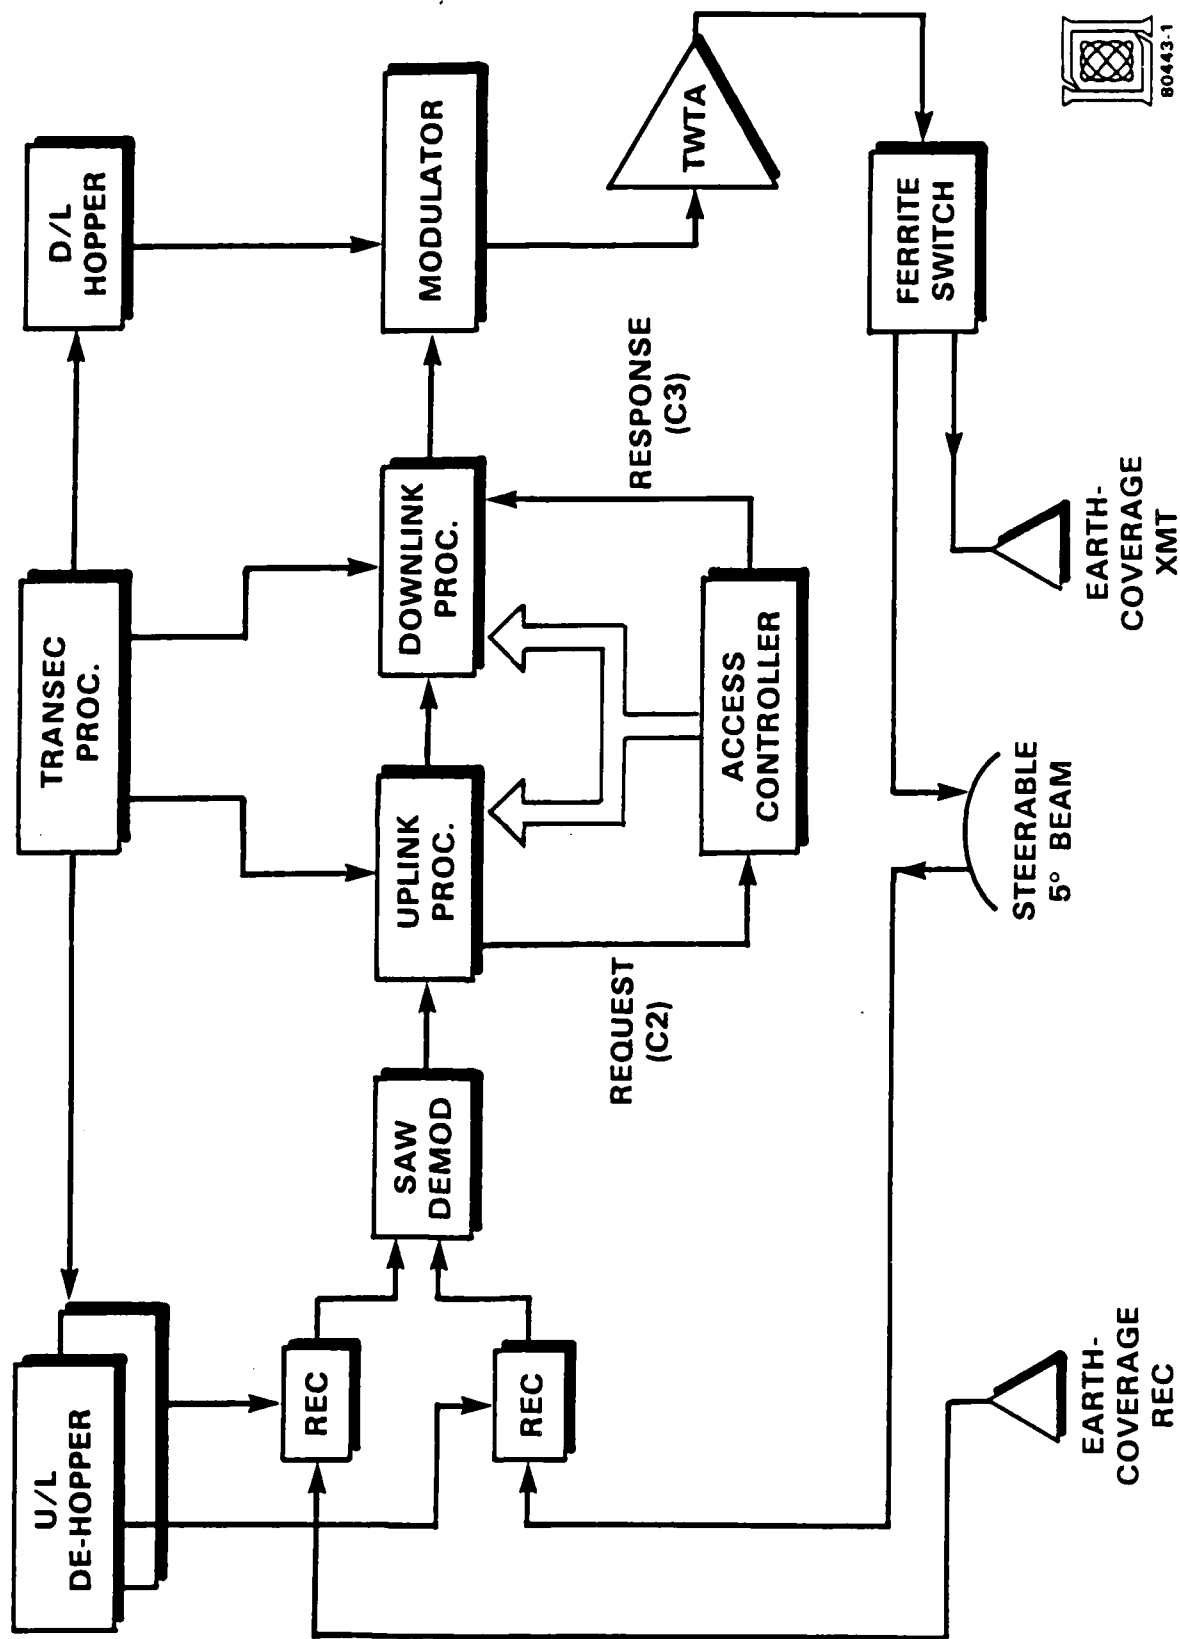 U/L
DE-HOPPER
TRANSEC
PROC.
D/L
HOPPER
REC
REC
SAW
DEMOD
UPLINK
PROC.
DOWNLINK
PROC.
MODULATOR
REQUEST
(C2)
RESPONSE
(C3)
ACCESS
CONTROLLER
TWTA
FERRITE
SWITCH
EARTH-
COVERAGE
REC
STEERABLE
5° BEAM
EARTH-
COVERAGE
XMT
80443-1